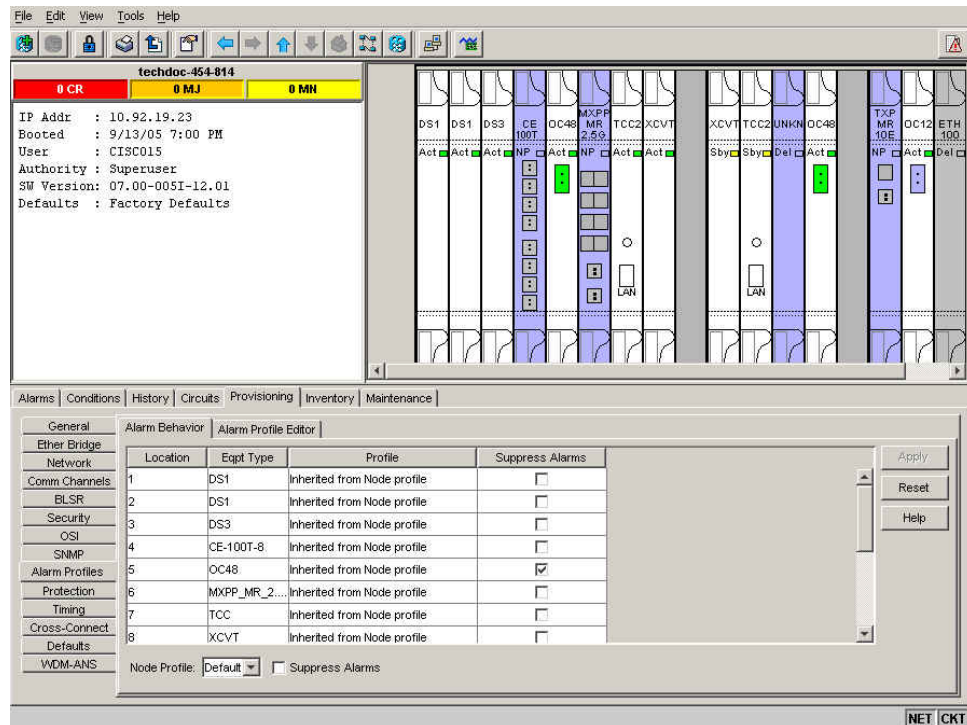 File Edit View Tools Help
techdoc-454-814
0 CR 0 MJ 0 MN
IP Addr : 10.92.19.23
Booted : 9/13/05 7:00 PM
User : CISCO15
Authority : Superuser
SW Version: 07.00-005I-12.01
Defaults : Factory Defaults
DS1 DS1 DS3 CE 100T OC48 MXPP MR 2.5G TCC2 XCVT XCVT TCC2 UNKN OC48 TXP MR 10E OC12 ETH 100
Act Act Act NP Act NP Act Act Sby Sby Del Act NP Act Del
LAN LAN
Alarms Conditions History Circuits Provisioning Inventory Maintenance
General
Ether Bridge
Network
Comm Channels
BLSR
Security
OSI
SNMP
Alarm Profiles
Protection
Timing
Cross-Connect
Defaults
WDM-ANS
Alarm Behavior Alarm Profile Editor
Location Eqpt Type Profile Suppress Alarms
1 DS1 Inherited from Node profile
2 DS1 Inherited from Node profile
3 DS3 Inherited from Node profile
4 CE-100T-8 Inherited from Node profile
5 OC48 Inherited from Node profile
6 MXPP_MR_2.... Inherited from Node profile
7 TCC Inherited from Node profile
8 XCVT Inherited from Node profile
Node Profile: Default Suppress Alarms
Apply
Reset
Help
NET CKT